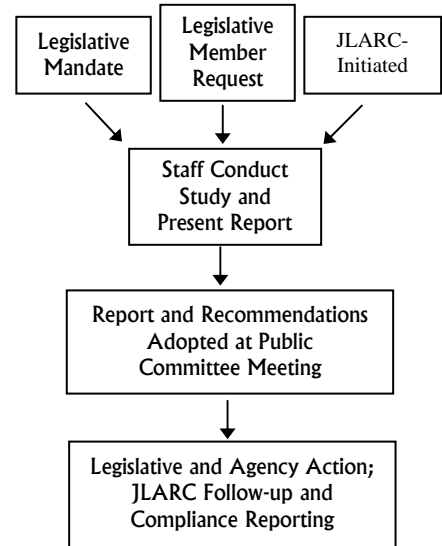 Legislative
Mandate
Legislative
Member
Request
JLARC-
Initiated
Staff Conduct
Study and
Present Report
Report and Recommendations
Adopted at Public
Committee Meeting
Legislative and Agency Action;
JLARC Follow-up and
Compliance Reporting